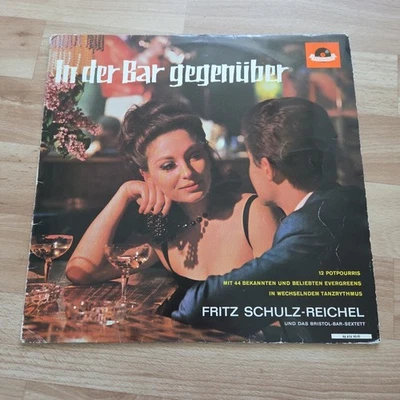 In der Bar gegenüber
12 POTPOURRIS
MIT 44 BEKANNTEN UND BELIEBTEN EVERGREENS
IN WECHSELNDEM TANZRYTHMUS
FRITZ SCHULZ-REICHEL
UND DAS BRISTOL-BAR-SEXTETT